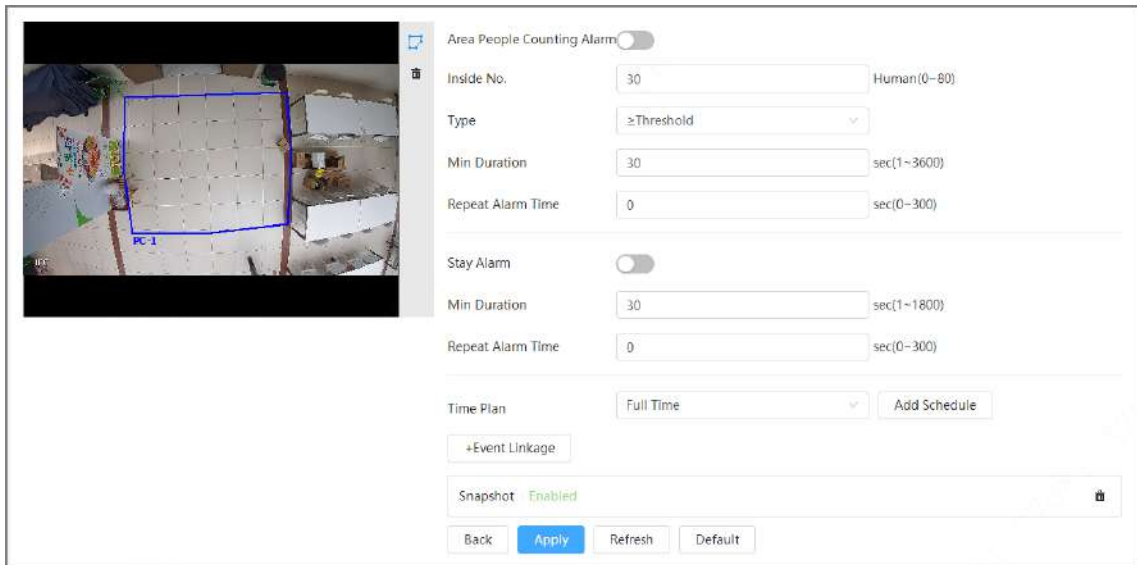 Area People Counting Alarm
Inside No. 30 Human(0~80)
Type ≥Threshold
Min Duration 30 sec(1~3600)
Repeat Alarm Time 0 sec(0~300)
PC-1
Stay Alarm
IPC
Min Duration 30 sec(1~1800)
Repeat Alarm Time 0 sec(0~300)
Time Plan Full Time Add Schedule
+Event Linkage
Snapshot Enabled
Back Apply Refresh Default